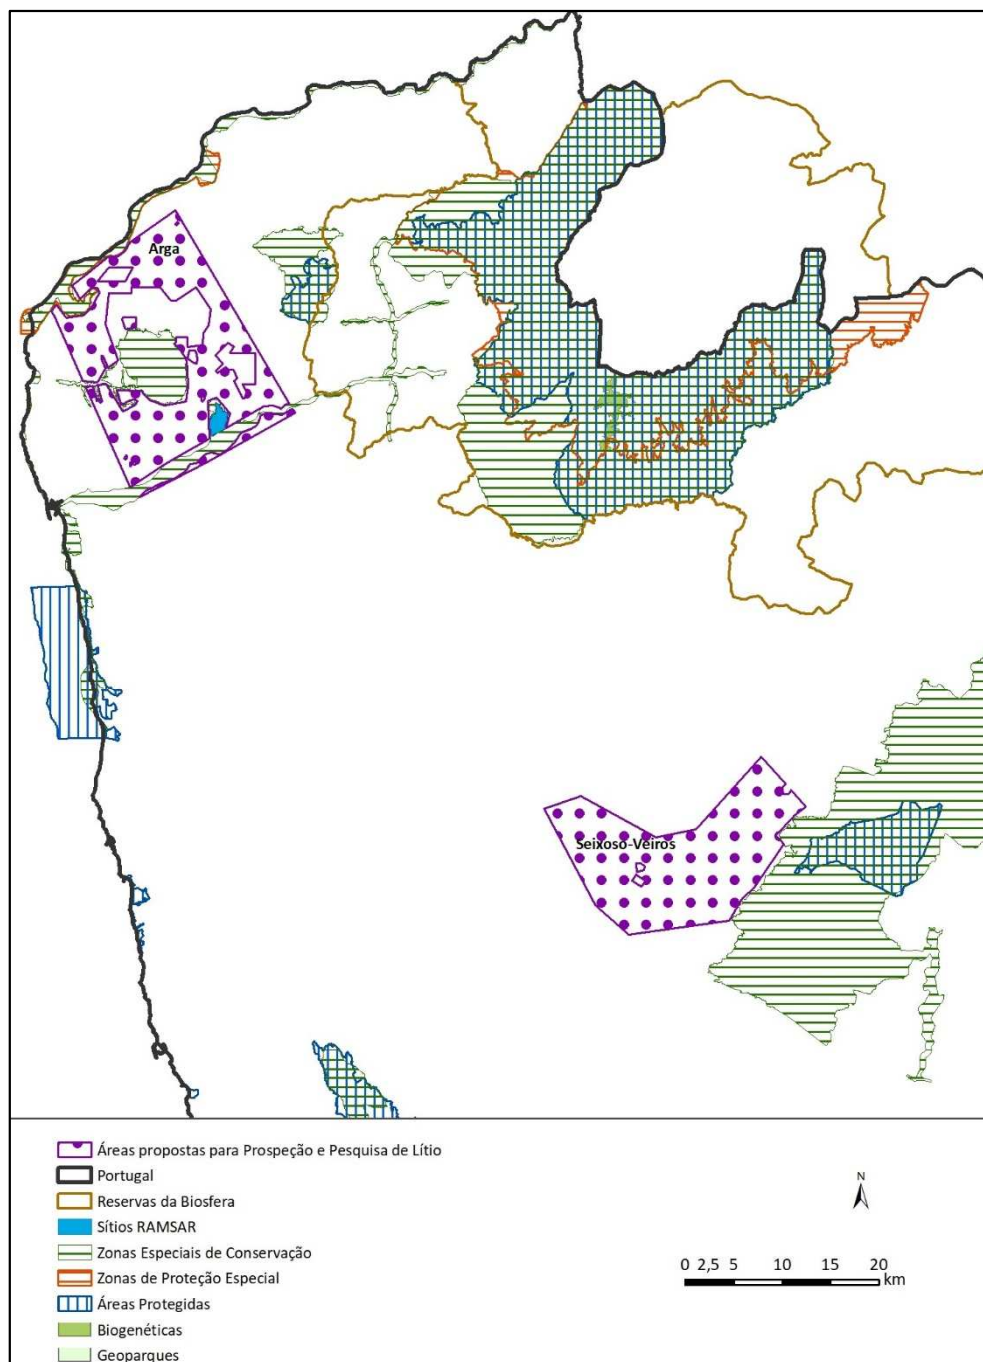 Arga
Seixoso-Veiros
Áreas propostas para Prospeção e Pesquisa de Lítio
Portugal
Reservas da Biosfera
Sítios RAMSAR
Zonas Especiais de Conservação
Zonas de Proteção Especial
Áreas Protegidas
Biogenéticas
Geoparques
N
0 2,5 5 10 15 20
km